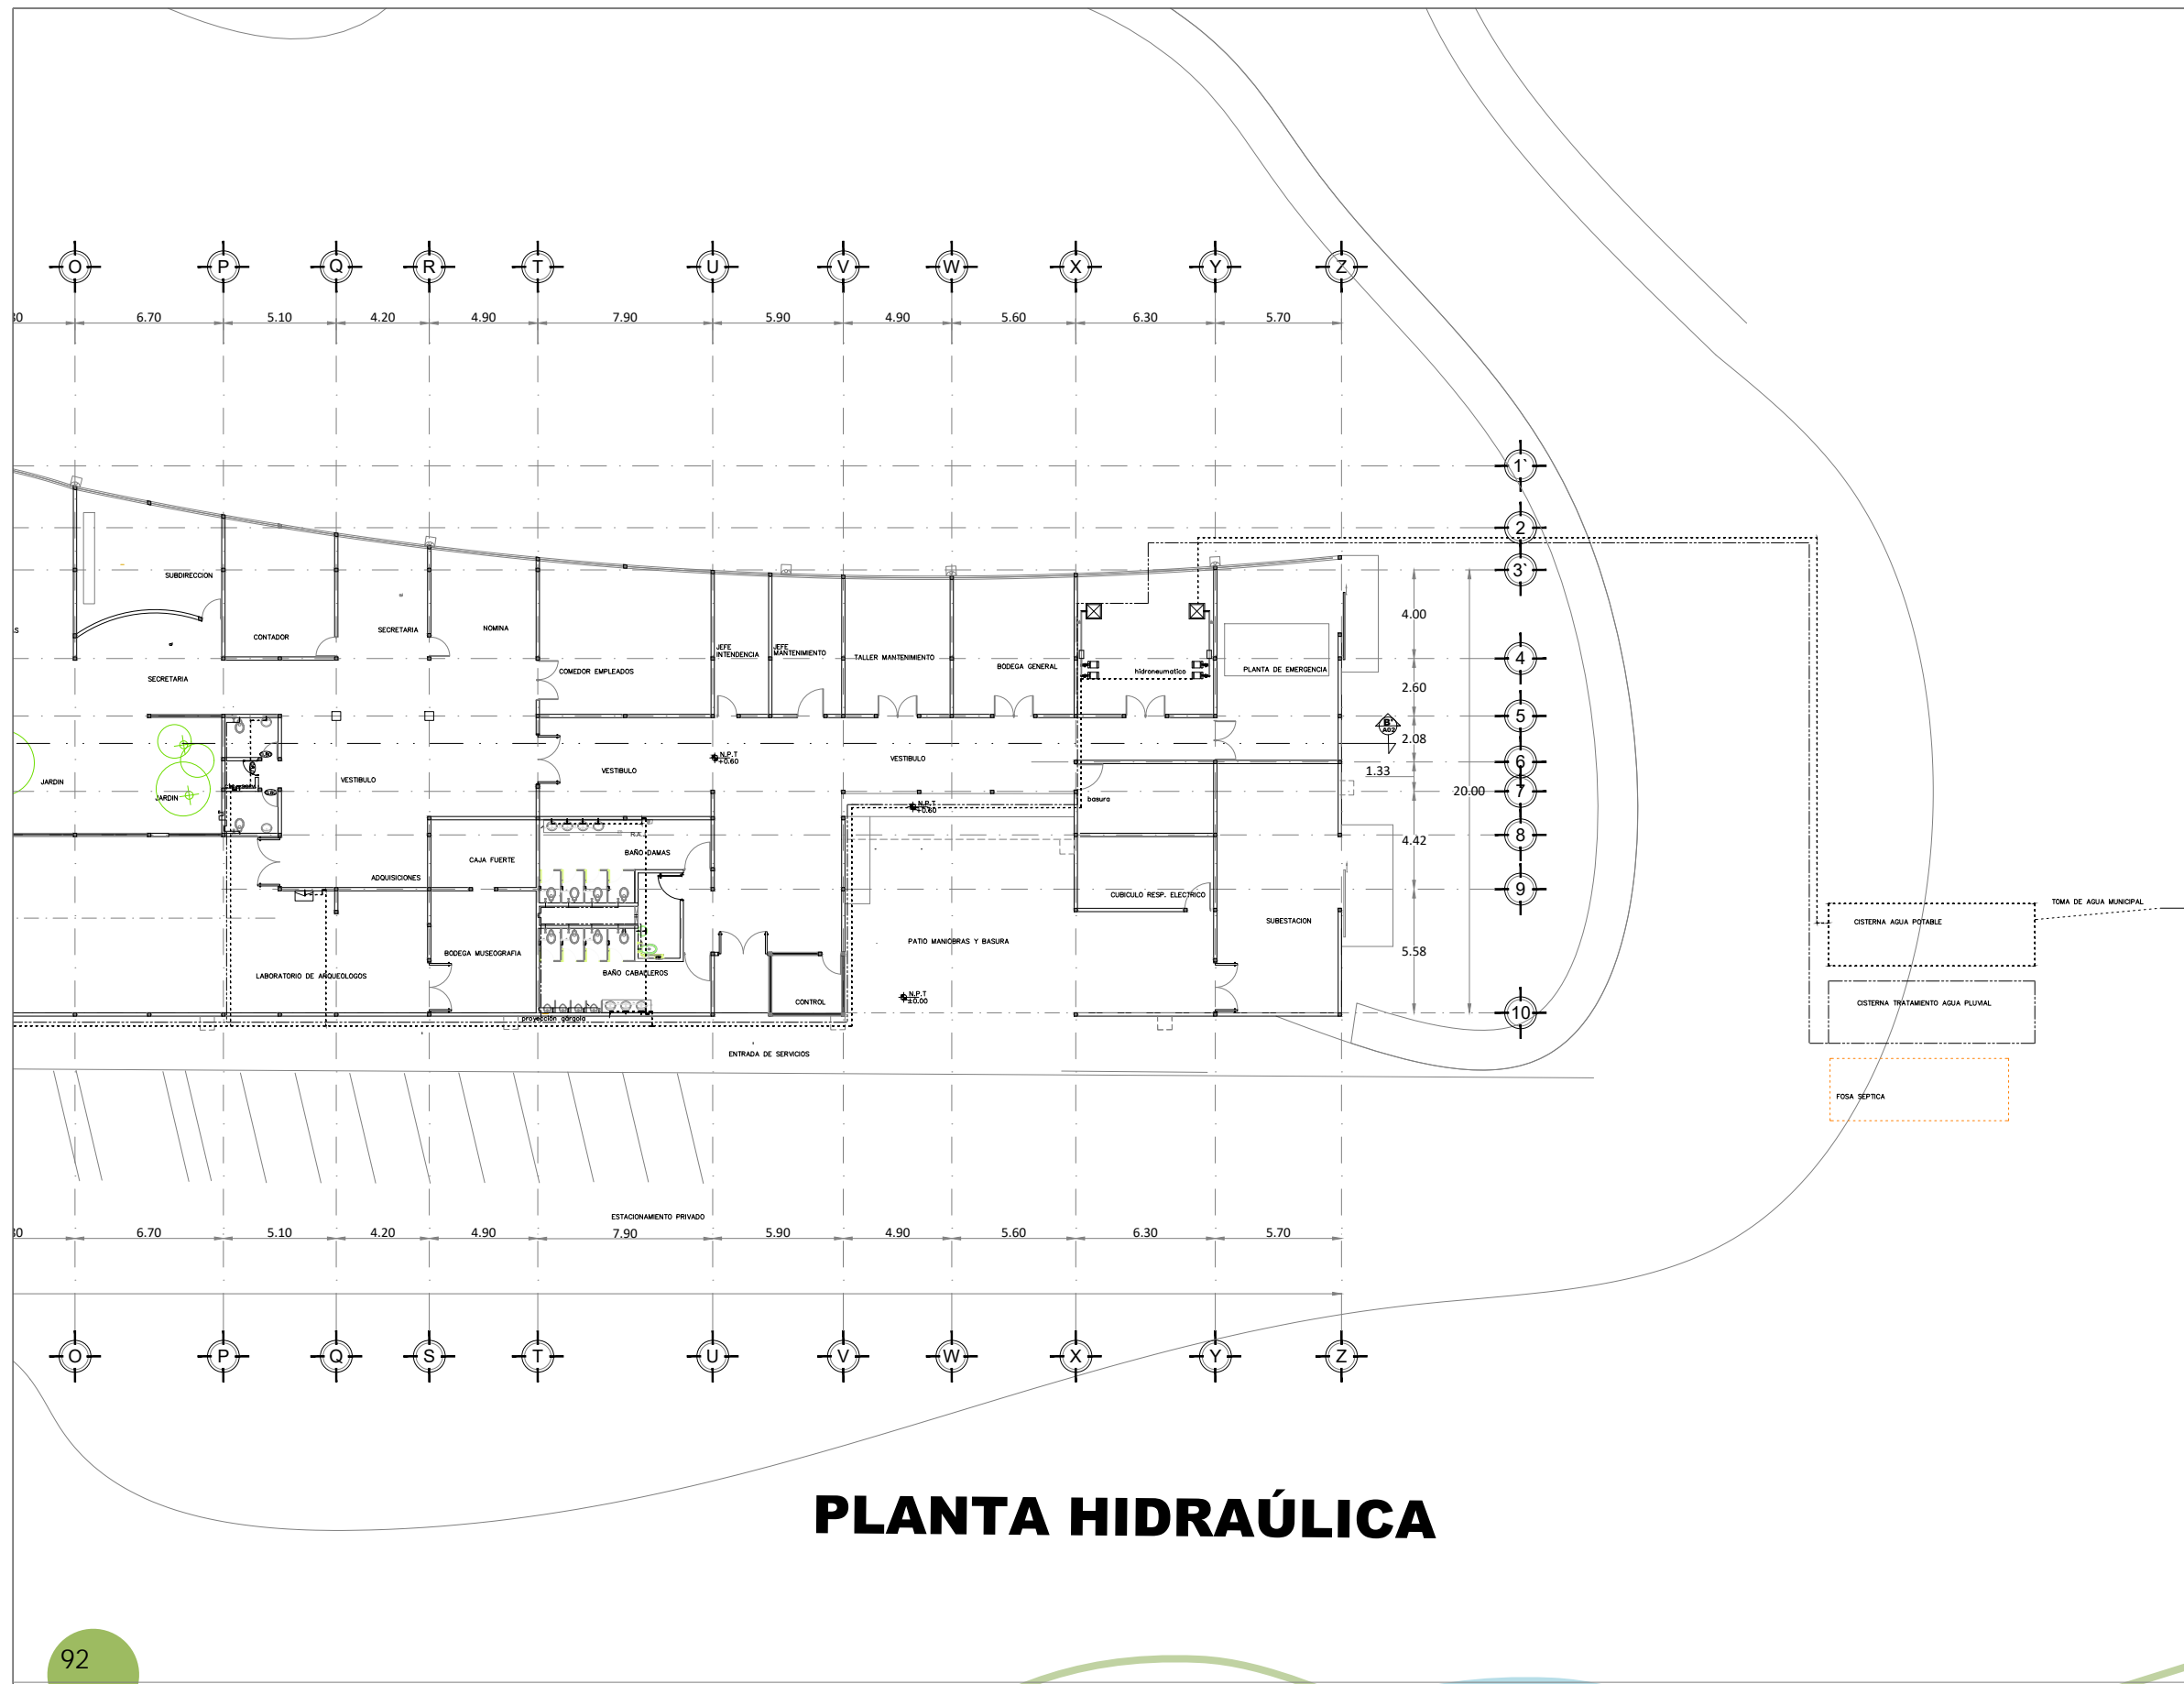 O P Q R T U V W X Y Z
6.70 5.10 4.20 4.90 7.90 5.90 4.90 5.60 6.30 5.70
1`
2
3`
SUBDIRECCION
4.00
CONTADOR
SECRETARIA
NOMINA
JEFE
INTENDENCIA
JEFE
MANTENIMIENTO
TALLER MANTENIMIENTO
BODEGA GENERAL
hidroneumatico
PLANTA DE EMERGENCIA
4
COMEDOR EMPLEADOS
SECRETARIA
2.60
5
B'
A02
2.08
JARDIN
JARDIN
VESTIBULO
VESTIBULO
N.P.T
+0.60
VESTIBULO
6
1.33
20.00
7
basura
N.P.T
+0.60
8
R.A.
4.42
BAÑO DAMAS
CAJA FUERTE
ADQUISICIONES
9
CUBICULO RESP. ELECTRICO
SUBESTACION
TOMA DE AGUA MUNICIPAL
CISTERNA AGUA POTABLE
PATIO MANIOBRAS Y BASURA
BODEGA MUSEOGRAFIA
5.58
LABORATORIO DE ARQUEOLOGOS
BAÑO CABALLEROS
CONTROL
N.P.T
±0.00
CISTERNA TRATAMIENTO AGUA PLUVIAL
10
proyección gárgola
ENTRADA DE SERVICIOS
FOSA SEPTICA
ESTACIONAMIENTO PRIVADO
6.70 5.10 4.20 4.90 7.90 5.90 4.90 5.60 6.30 5.70
O P Q S T U V W X Y Z
PLANTA HIDRAÚLICA
92